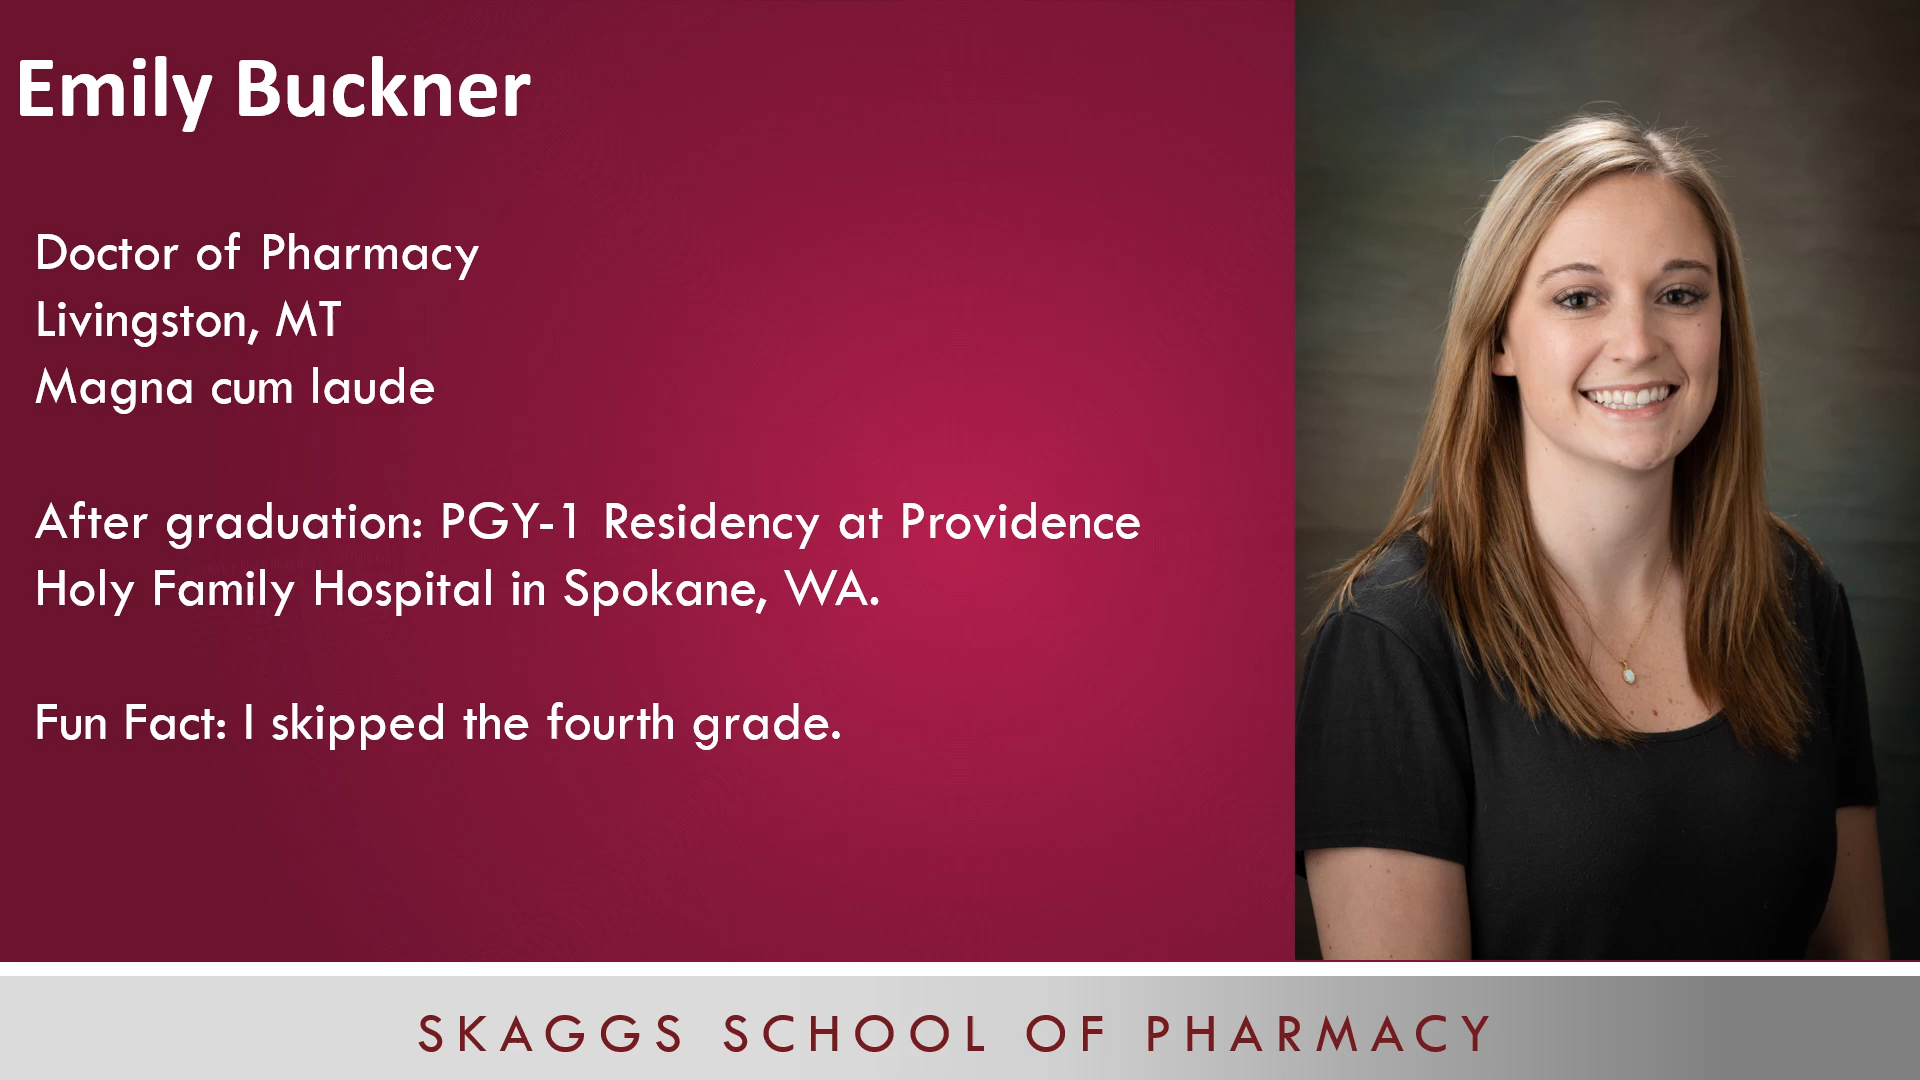 Emily Buckner
Doctor of Pharmacy
Livingston, MT
Magna cum laude
After graduation: PGY-1 Residency at Providence
Holy Family Hospital in Spokane, WA.
Fun Fact: I skipped the fourth grade.
SKAGGS SCHOOL OF PHARMACY